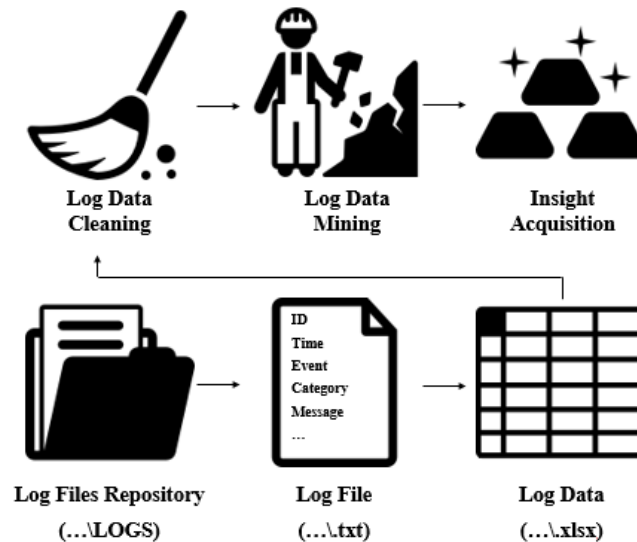 Log Data
Cleaning
Log Data
Mining
Insight
Acquisition
ID
Time
Event
Category
Message
...
Log Files Repository
(...\LOGS)
Log File
(...\.txt)
Log Data
(...\.xlsx)